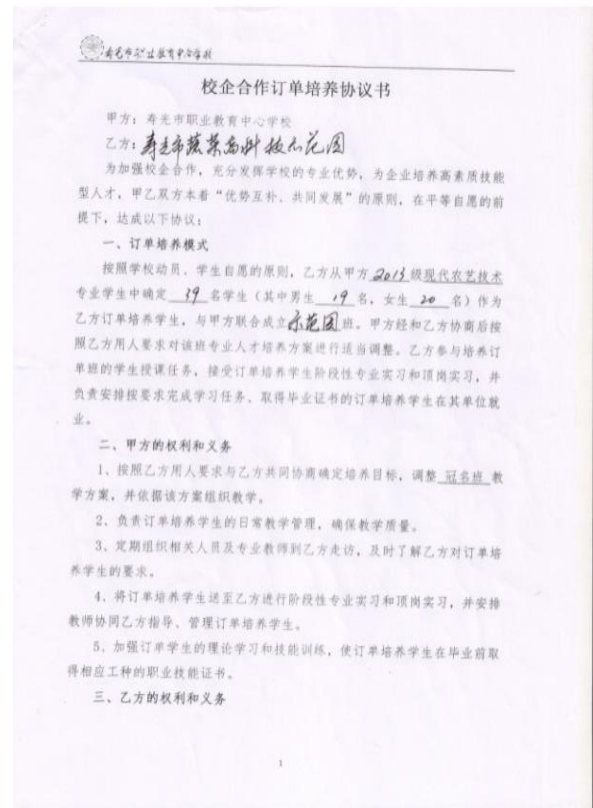 寿光市职业教育中心学校
校企合作订单培养协议书
甲方：寿光市职业教育中心学校
乙方：寿光市蔬菜高科技示范园
为加强校企合作，充分发挥学校的专业优势，为企业培养高素质技能
型人才，甲乙双方本着“优势互补、共同发展”的原则，在平等自愿的前
提下，达成以下协议：
一、订单培养模式
按照学校动员、学生自愿的原则，乙方从甲方 2013 级现代农艺技术
专业学生中确定 39 名学生（其中男生 19 名，女生 20 名）作为
乙方订单培养学生，与甲方联合成立示范园班。甲方经和乙方协商后按
照乙方用人要求对该班专业人才培养方案进行适当调整。乙方参与培养订
单班的学生授课任务，接受订单培养学生阶段性专业实习和顶岗实习，并
负责安排按要求完成学习任务、取得毕业证书的订单培养学生在其单位就
业。
二、甲方的权利和义务
1、按照乙方用人要求与乙方共同协商确定培养目标，调整 冠名班 教
学方案，并依据该方案组织教学。
2、负责订单培养学生的日常教学管理，确保教学质量。
3、定期组织相关人员及专业教师到乙方走访，及时了解乙方对订单培
养学生的要求。
4、将订单培养学生送至乙方进行阶段性专业实习和顶岗实习，并安排
教师协同乙方指导、管理订单培养学生。
5、加强订单学生的理论学习和技能训练，使订单培养学生在毕业前取
得相应工种的职业技能证书。
三、乙方的权利和义务
1